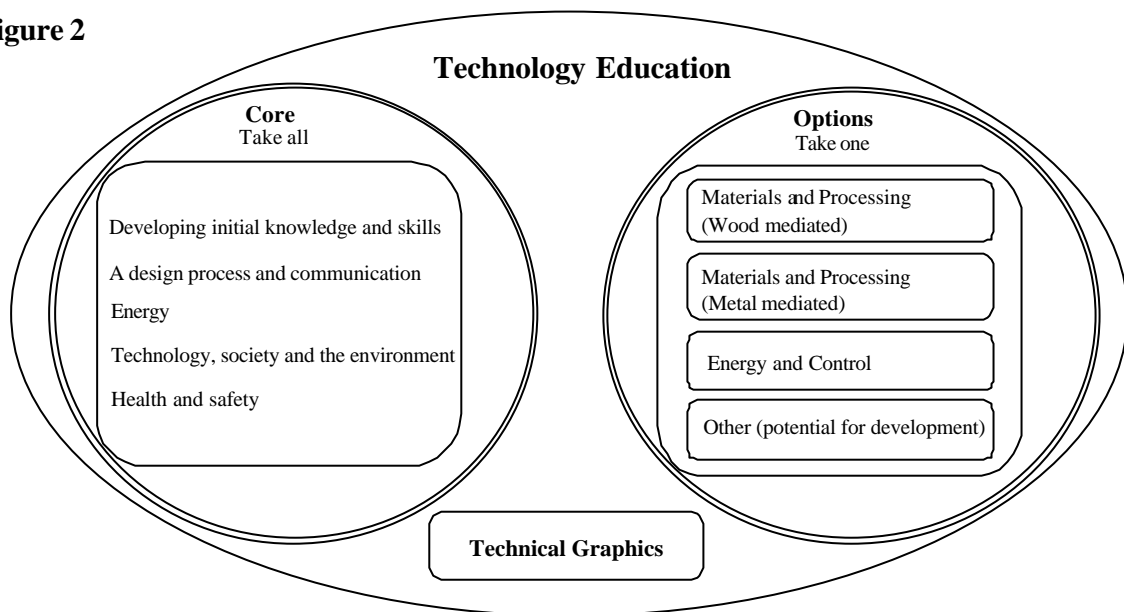 igure 2
Technology Education
Core
Take all
Developing initial knowledge and skills
A design process and communication
Energy
Technology, society and the environment
Health and safety
Options
Take one
Materials and Processing
(Wood mediated)
Materials and Processing
(Metal mediated)
Energy and Control
Other (potential for development)
Technical Graphics